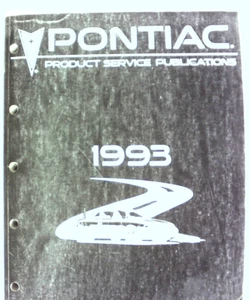 PONTIAC.
PRODUCT SERVICE PUBLICATIONS
1993